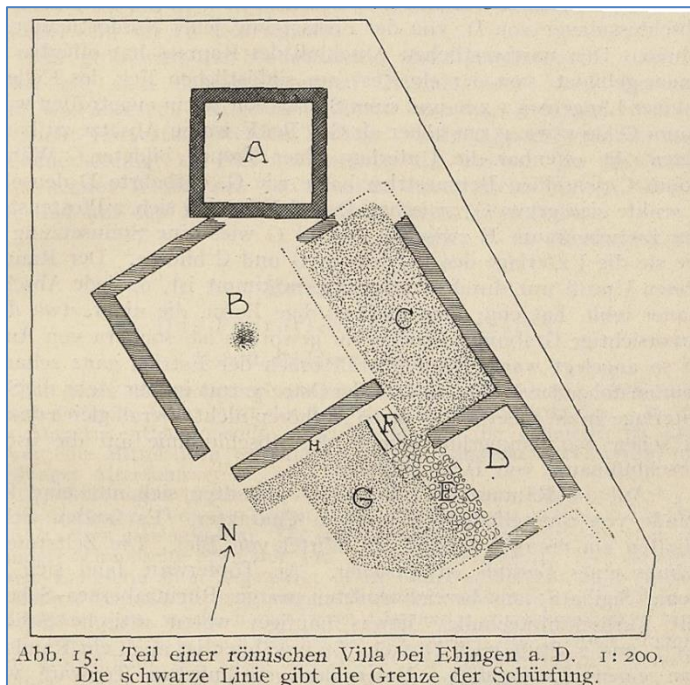 A
B
C
F
H
D
G
E
N
Abb. 15. Teil einer römischen Villa bei Ehingen a. D. 1:200.
Die schwarze Linie gibt die Grenze der Schürfung.